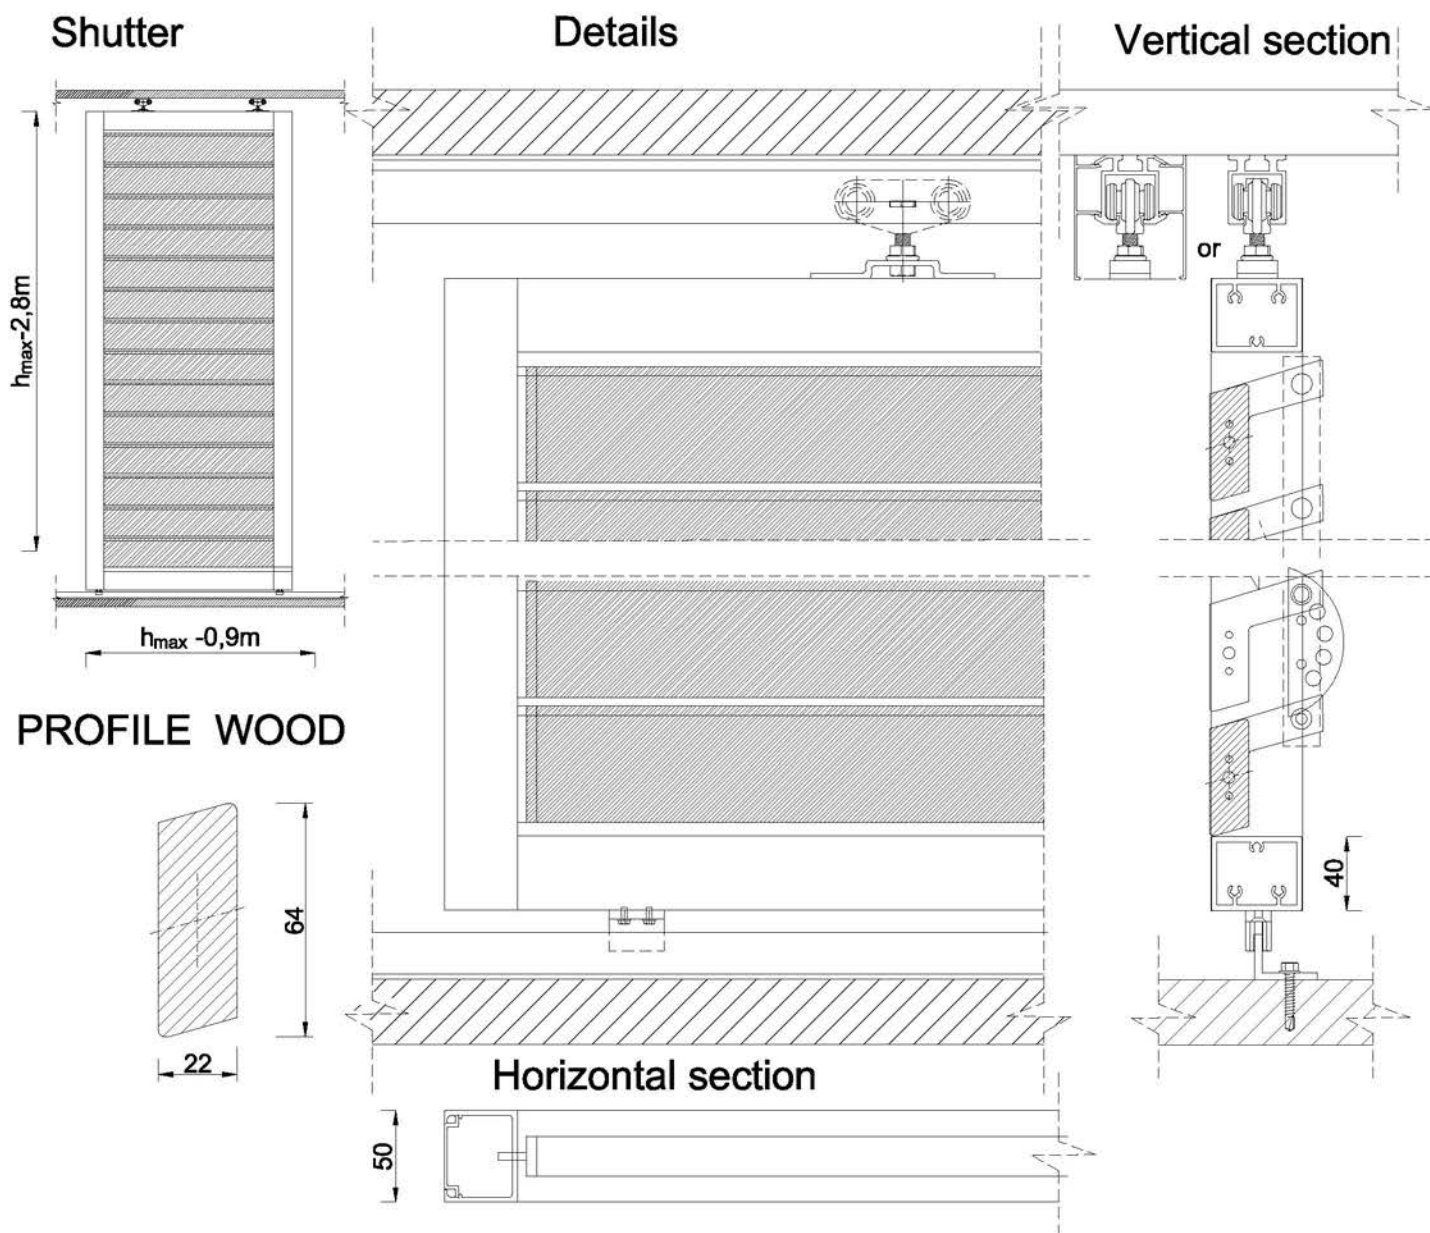 Shutter
Details
Vertical section
or
hmax-2,8m
hmax -0,9m
PROFILE WOOD
64
22
40
Horizontal section
50